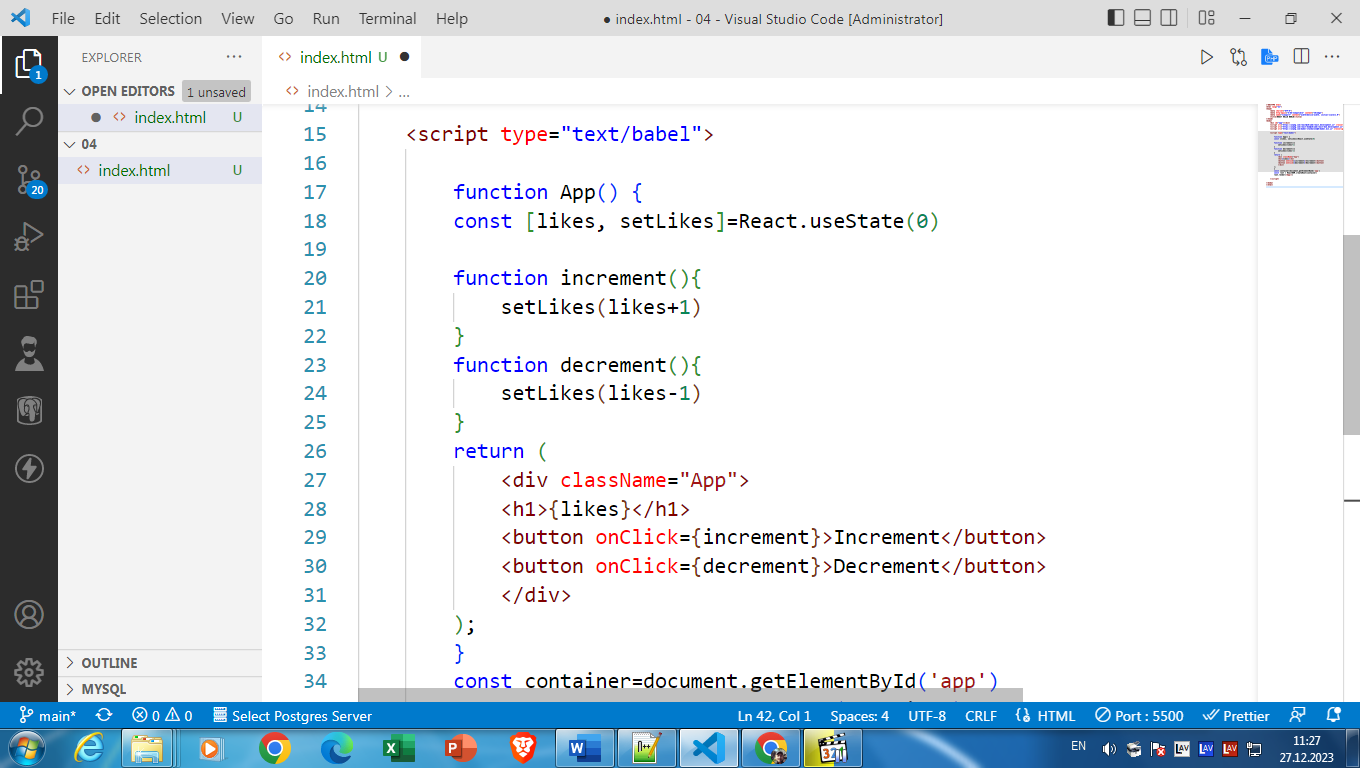 File Edit Selection View Go Run Terminal Help
● index.html - 04 - Visual Studio Code [Administrator]
EXPLORER ···
OPEN EDITORS 1 unsaved
● <> index.html U
04
<> index.html U
OUTLINE
MYSQL
1
20
<> index.html U ●
<> index.html > ...
14
15 <script type="text/babel">
16
17 function App() {
18 const [likes, setLikes]=React.useState(0)
19
20 function increment(){
21 setLikes(likes+1)
22 }
23 function decrement(){
24 setLikes(likes-1)
25 }
26 return (
27 <div className="App">
28 <h1>{likes}</h1>
29 <button onClick={increment}>Increment</button>
30 <button onClick={decrement}>Decrement</button>
31 </div>
32 );
33 }
34 const container=document.getElementById('app')
main* 0 0 Select Postgres Server Ln 42, Col 1 Spaces: 4 UTF-8 CRLF HTML Port : 5500 Prettier
EN LAV LAV LAV 11:27
27.12.2023
321